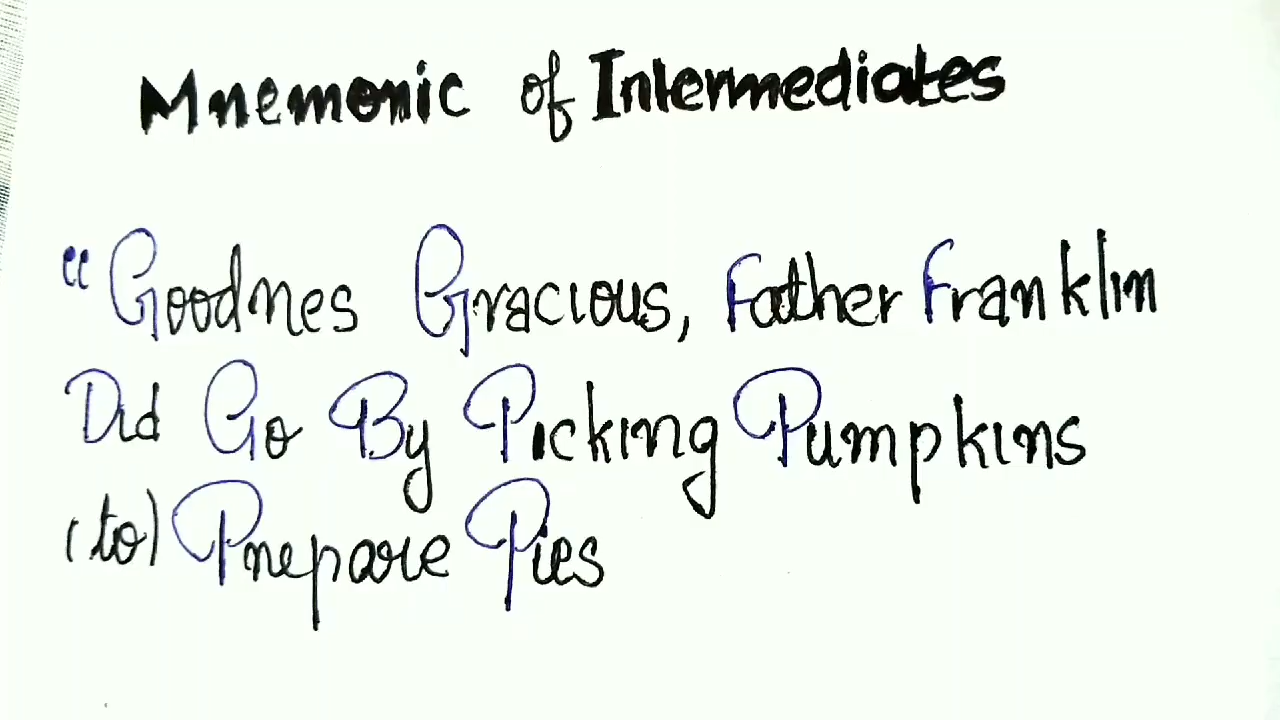 Mnemonic of Intermediates
"Goodnes Gracious, Father Franklin
Did Go By Picking Pumpkins
(to) Prepare Pies